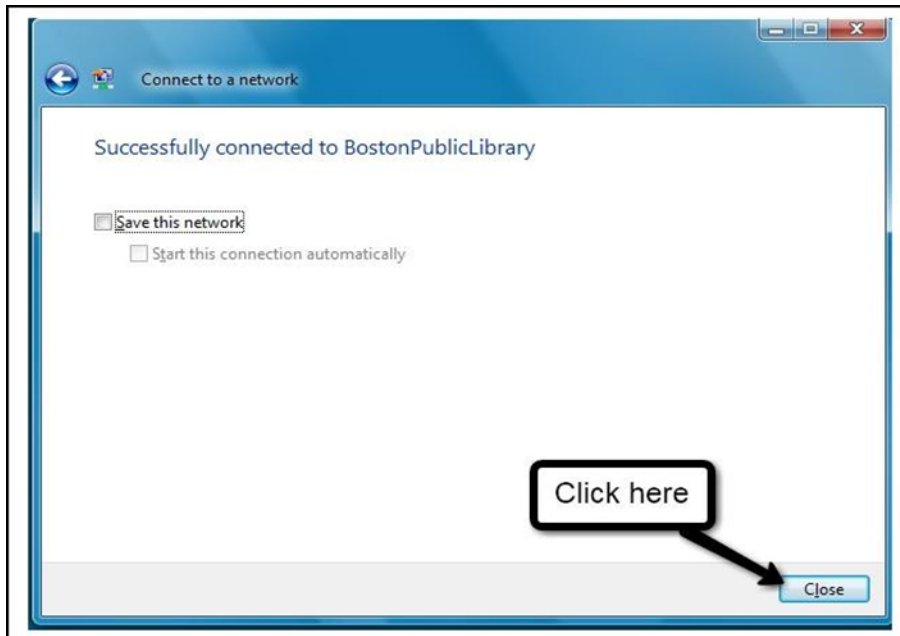 Connect to a network
Successfully connected to BostonPublicLibrary
Save this network
Start this connection automatically
Click here
Close